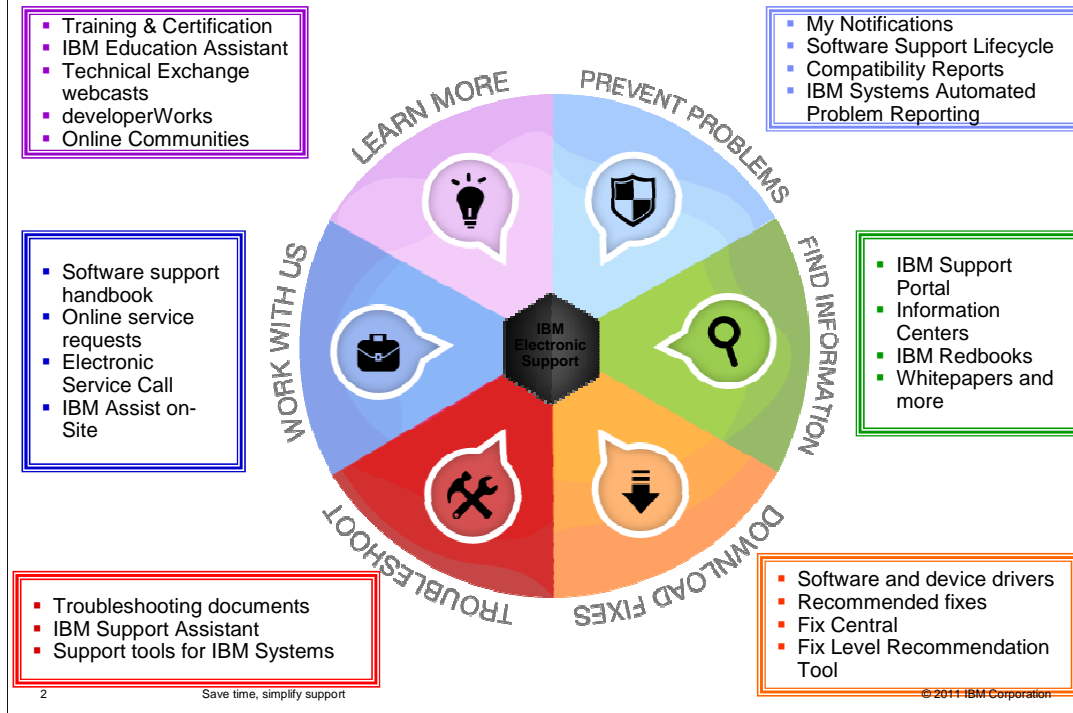 Training & Certification
IBM Education Assistant
Technical Exchange
webcasts
developerWorks
Online Communities
My Notifications
Software Support Lifecycle
Compatibility Reports
IBM Systems Automated
Problem Reporting
LEARN MORE
PREVENT PROBLEMS
Software support
handbook
Online service
requests
Electronic
Service Call
IBM Assist on-
Site
WORK WITH US
IBM
Electronic
Support
FIND INFORMATION
IBM Support
Portal
Information
Centers
IBM Redbooks
Whitepapers and
more
TROUBLESHOOT
DOWNLOAD FIXES
Troubleshooting documents
IBM Support Assistant
Support tools for IBM Systems
Software and device drivers
Recommended fixes
Fix Central
Fix Level Recommendation
Tool
2
Save time, simplify support
© 2011 IBM Corporation